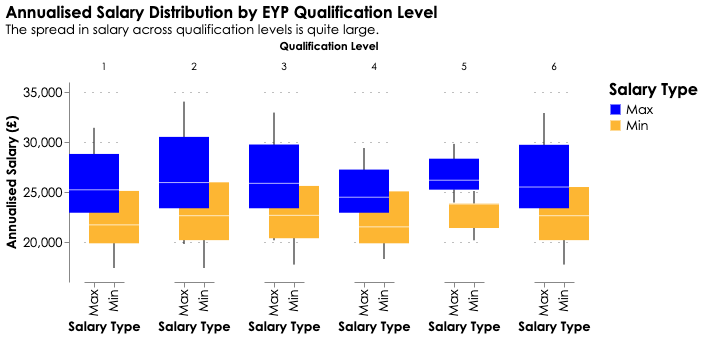 Annualised Salary Distribution by EYP Qualification Level
The spread in salary across qualification levels is quite large.
Qualification Level
1 2 3 4 5 6
Annualised Salary (£)
35,000
30,000
25,000
20,000
Max Min Max Min Max Min Max Min Max Min Max Min
Salary Type Salary Type Salary Type Salary Type Salary Type Salary Type
Salary Type
Max
Min